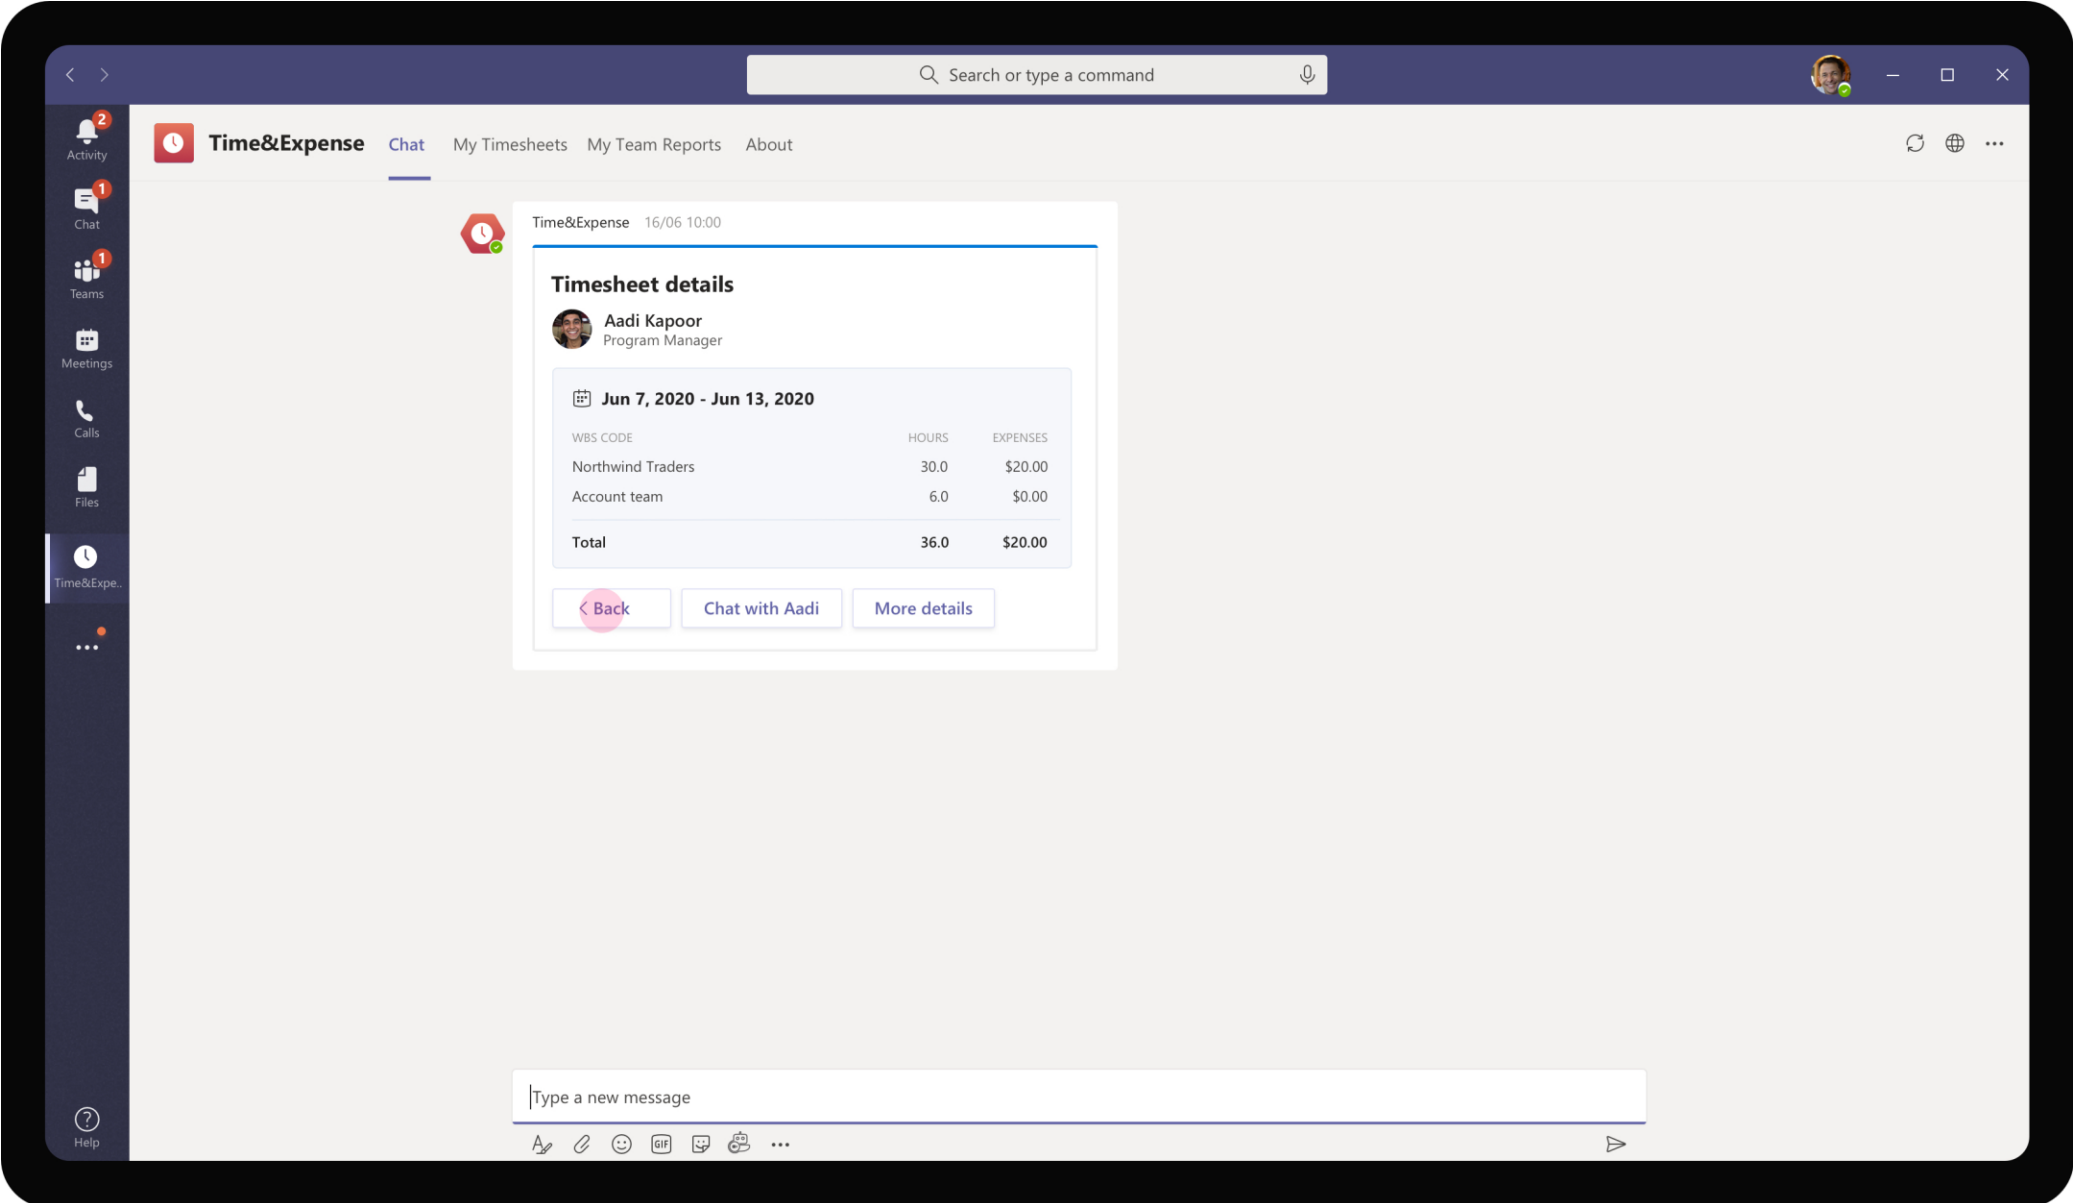 Search or type a command
2
Activity
1
Chat
1
Teams
Meetings
Calls
Files
Time&Expe..
Help
Time&Expense Chat My Timesheets My Team Reports About
Time&Expense 16/06 10:00
Timesheet details
Aadi Kapoor
Program Manager
Jun 7, 2020 - Jun 13, 2020
WBS CODE HOURS EXPENSES
Northwind Traders 30.0 $20.00
Account team 6.0 $0.00
Total 36.0 $20.00
Back Chat with Aadi More details
Type a new message
GIF